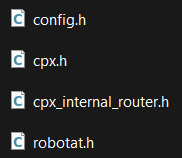 config.h
cpx.h
cpx_internal_router.h
robotat.h